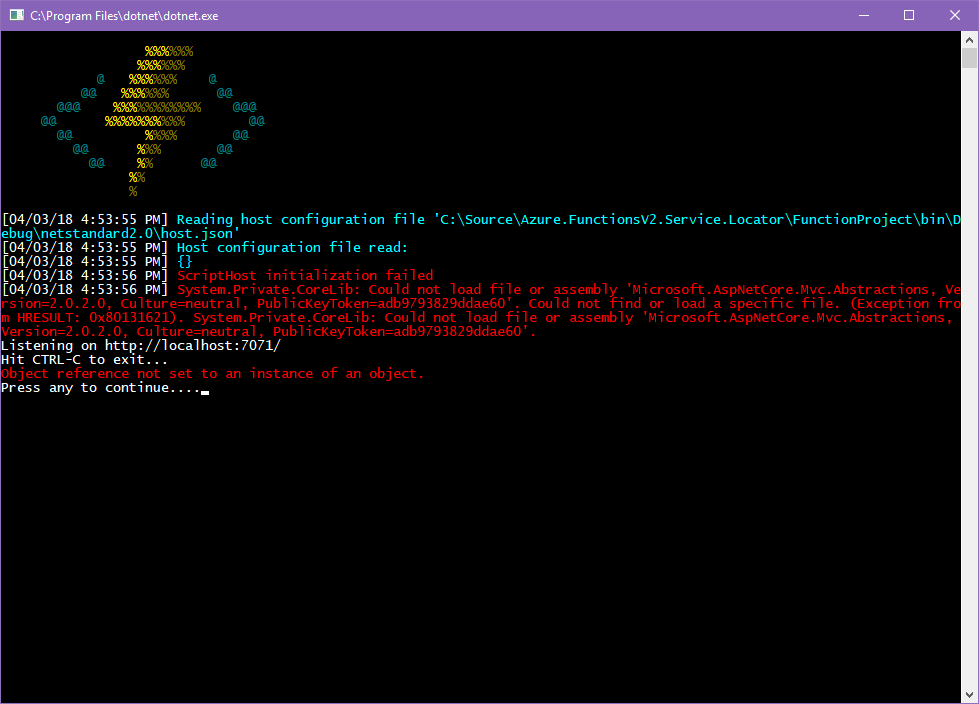 C:\Program Files\dotnet\dotnet.exe
%%%%%%
%%%%%%
@ %%%%%% @
@@ %%%%%% @@
@@@ %%%%%%%%%%% @@@
@@ %%%%%%%%%% @@
@@ %%%% @@
@@ %%% @@
@@ %% @@
%%
%
[04/03/18 4:53:55 PM] Reading host configuration file 'C:\Source\Azure.FunctionsV2.Service.Locator\FunctionProject\bin\D
ebug\netstandard2.0\host.json'
[04/03/18 4:53:55 PM] Host configuration file read:
[04/03/18 4:53:55 PM] {}
[04/03/18 4:53:56 PM] ScriptHost initialization failed
[04/03/18 4:53:56 PM] System.Private.CoreLib: Could not load file or assembly 'Microsoft.AspNetCore.Mvc.Abstractions, Ve
rsion=2.0.2.0, Culture=neutral, PublicKeyToken=adb9793829ddae60'. Could not find or load a specific file. (Exception fro
m HRESULT: 0x80131621). System.Private.CoreLib: Could not load file or assembly 'Microsoft.AspNetCore.Mvc.Abstractions,
Version=2.0.2.0, Culture=neutral, PublicKeyToken=adb9793829ddae60'.
Listening on http://localhost:7071/
Hit CTRL-C to exit...
Object reference not set to an instance of an object.
Press any to continue....